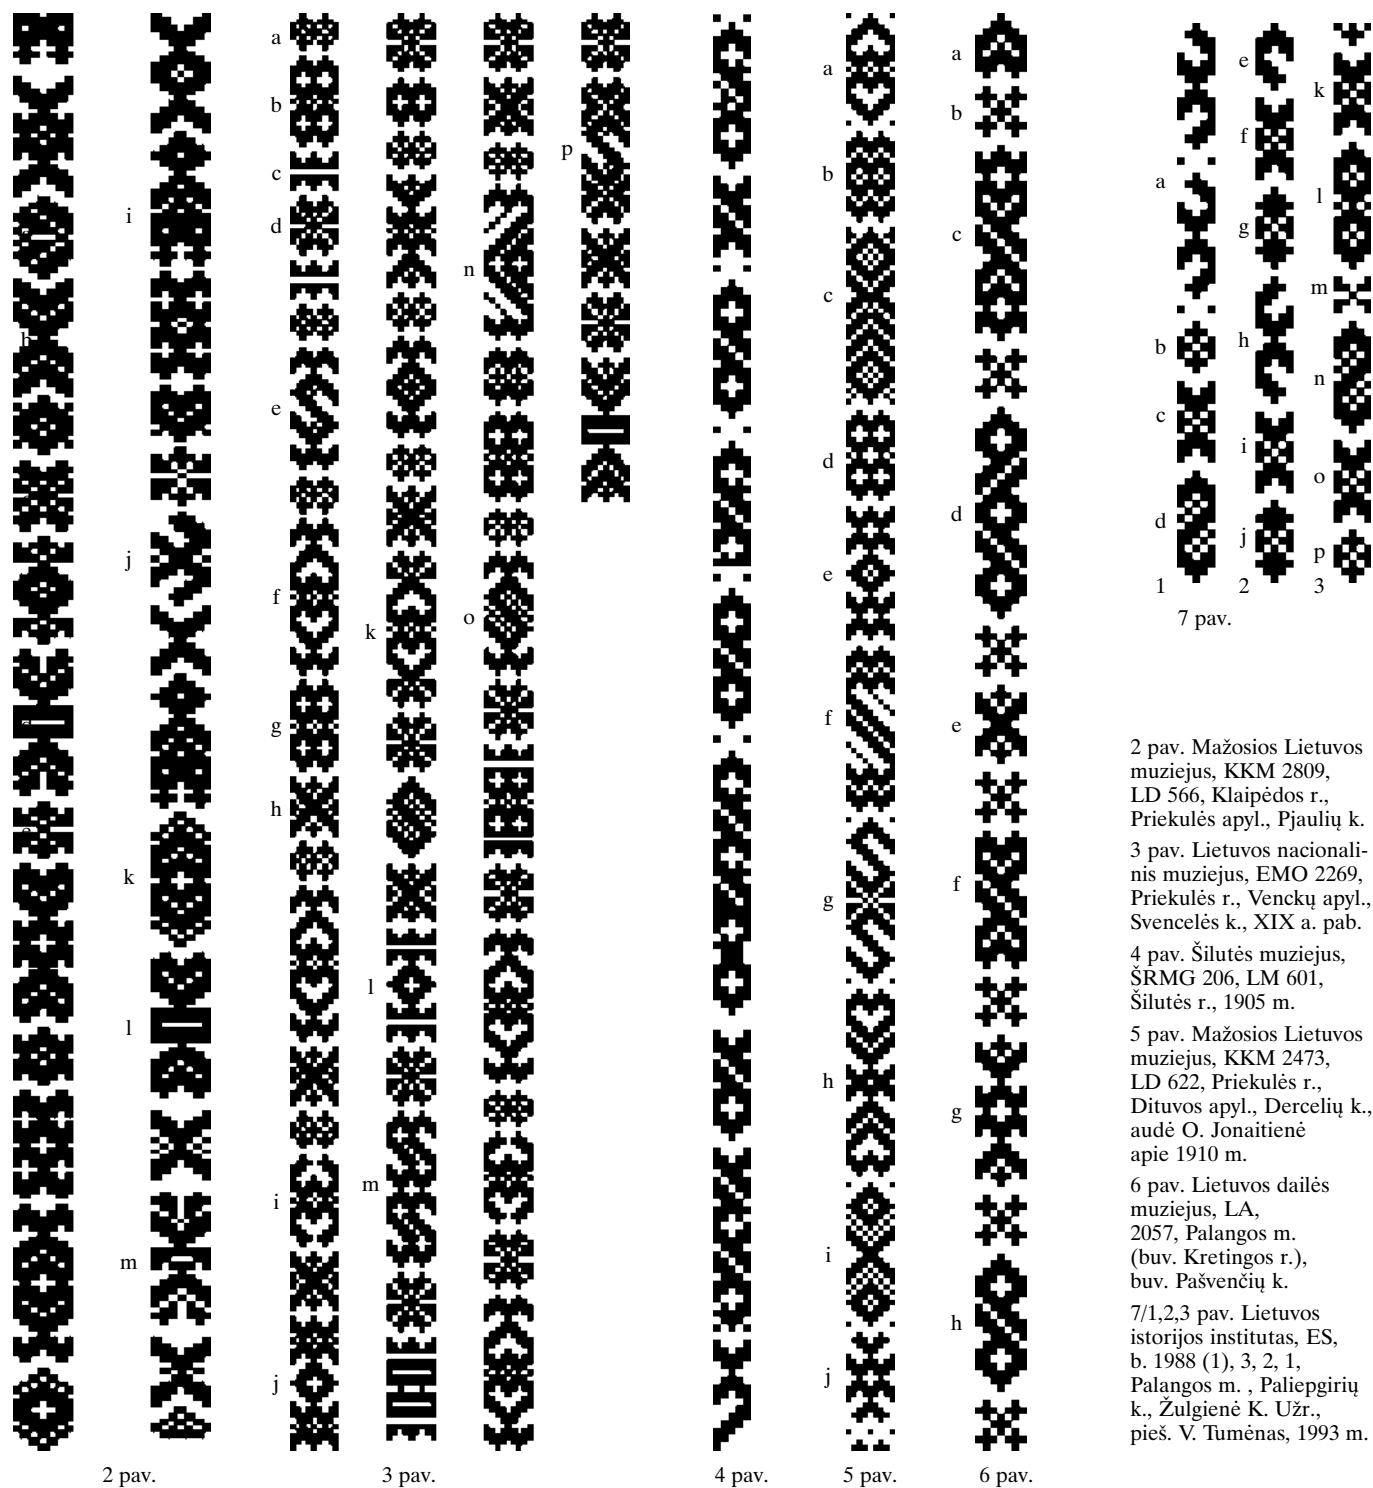 a
b
c
d
e
f
g
h
i
j
k
l
m
n
o
p
i
j
k
l
m
2 pav.
3 pav.
a
b
c
d
e
f
g
h
i
j
4 pav.
5 pav.
a
b
c
d
e
f
g
h
6 pav.
a
b
c
d
1
e
f
g
h
i
j
2
k
l
m
n
o
p
3
7 pav.
2 pav. Mažosios Lietuvos
muziejus, KKM 2809,
LD 566, Klaipėdos r.,
Priekulės apyl., Pjaulių k.
3 pav. Lietuvos nacionali-
nis muziejus, EMO 2269,
Priekulės r., Venckų apyl.,
Svencelės k., XIX a. pab.
4 pav. Šilutės muziejus,
ŠRMG 206, LM 601,
Šilutės r., 1905 m.
5 pav. Mažosios Lietuvos
muziejus, KKM 2473,
LD 622, Priekulės r.,
Dituvos apyl., Dercelių k.,
audė O. Jonaitienė
apie 1910 m.
6 pav. Lietuvos dailės
muziejus, LA,
2057, Palangos m.
(buv. Kretingos r.),
buv. Pašvenčių k.
7/1,2,3 pav. Lietuvos
istorijos institutas, ES,
b. 1988 (1), 3, 2, 1,
Palangos m. , Paliepgirių
k., Žulgienė K. Užr.,
pieš. V. Tumėnas, 1993 m.